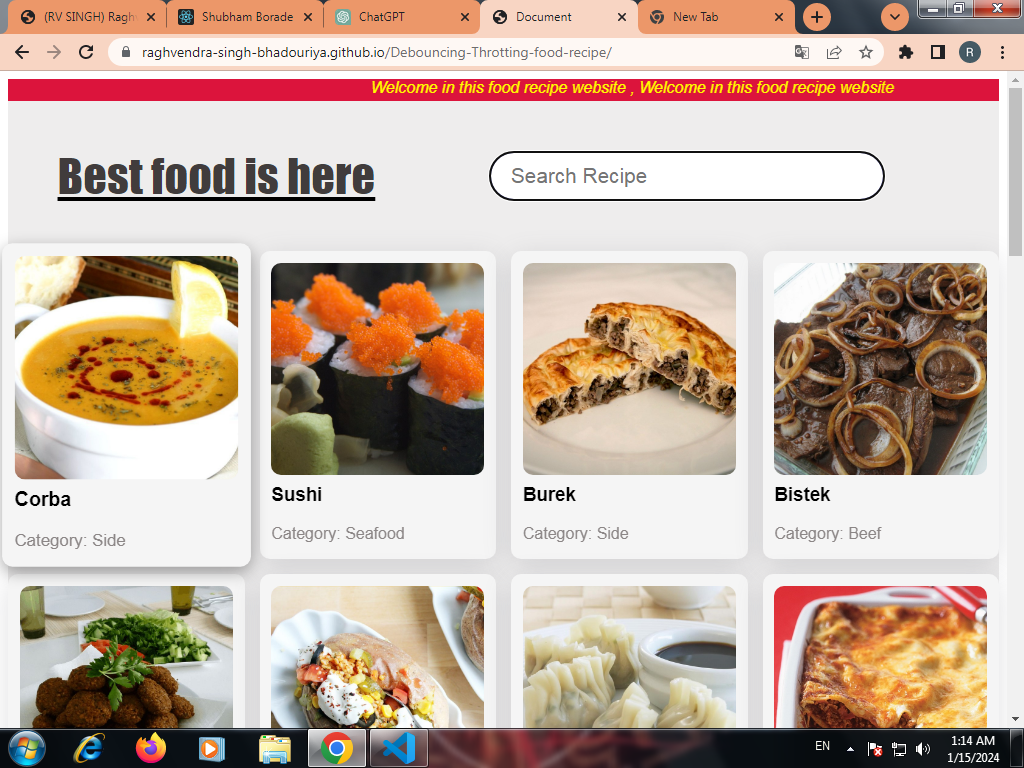 (RV SINGH) Ragh
Shubham Borade
ChatGPT
Document
New Tab
raghvendra-singh-bhadouriya.github.io/Debouncing-Throtting-food-recipe/
R
Welcome in this food recipe website , Welcome in this food recipe website
Best food is here
Search Recipe
Corba
Category: Side
Sushi
Category: Seafood
Burek
Category: Side
Bistek
Category: Beef
EN
1:14 AM
1/15/2024